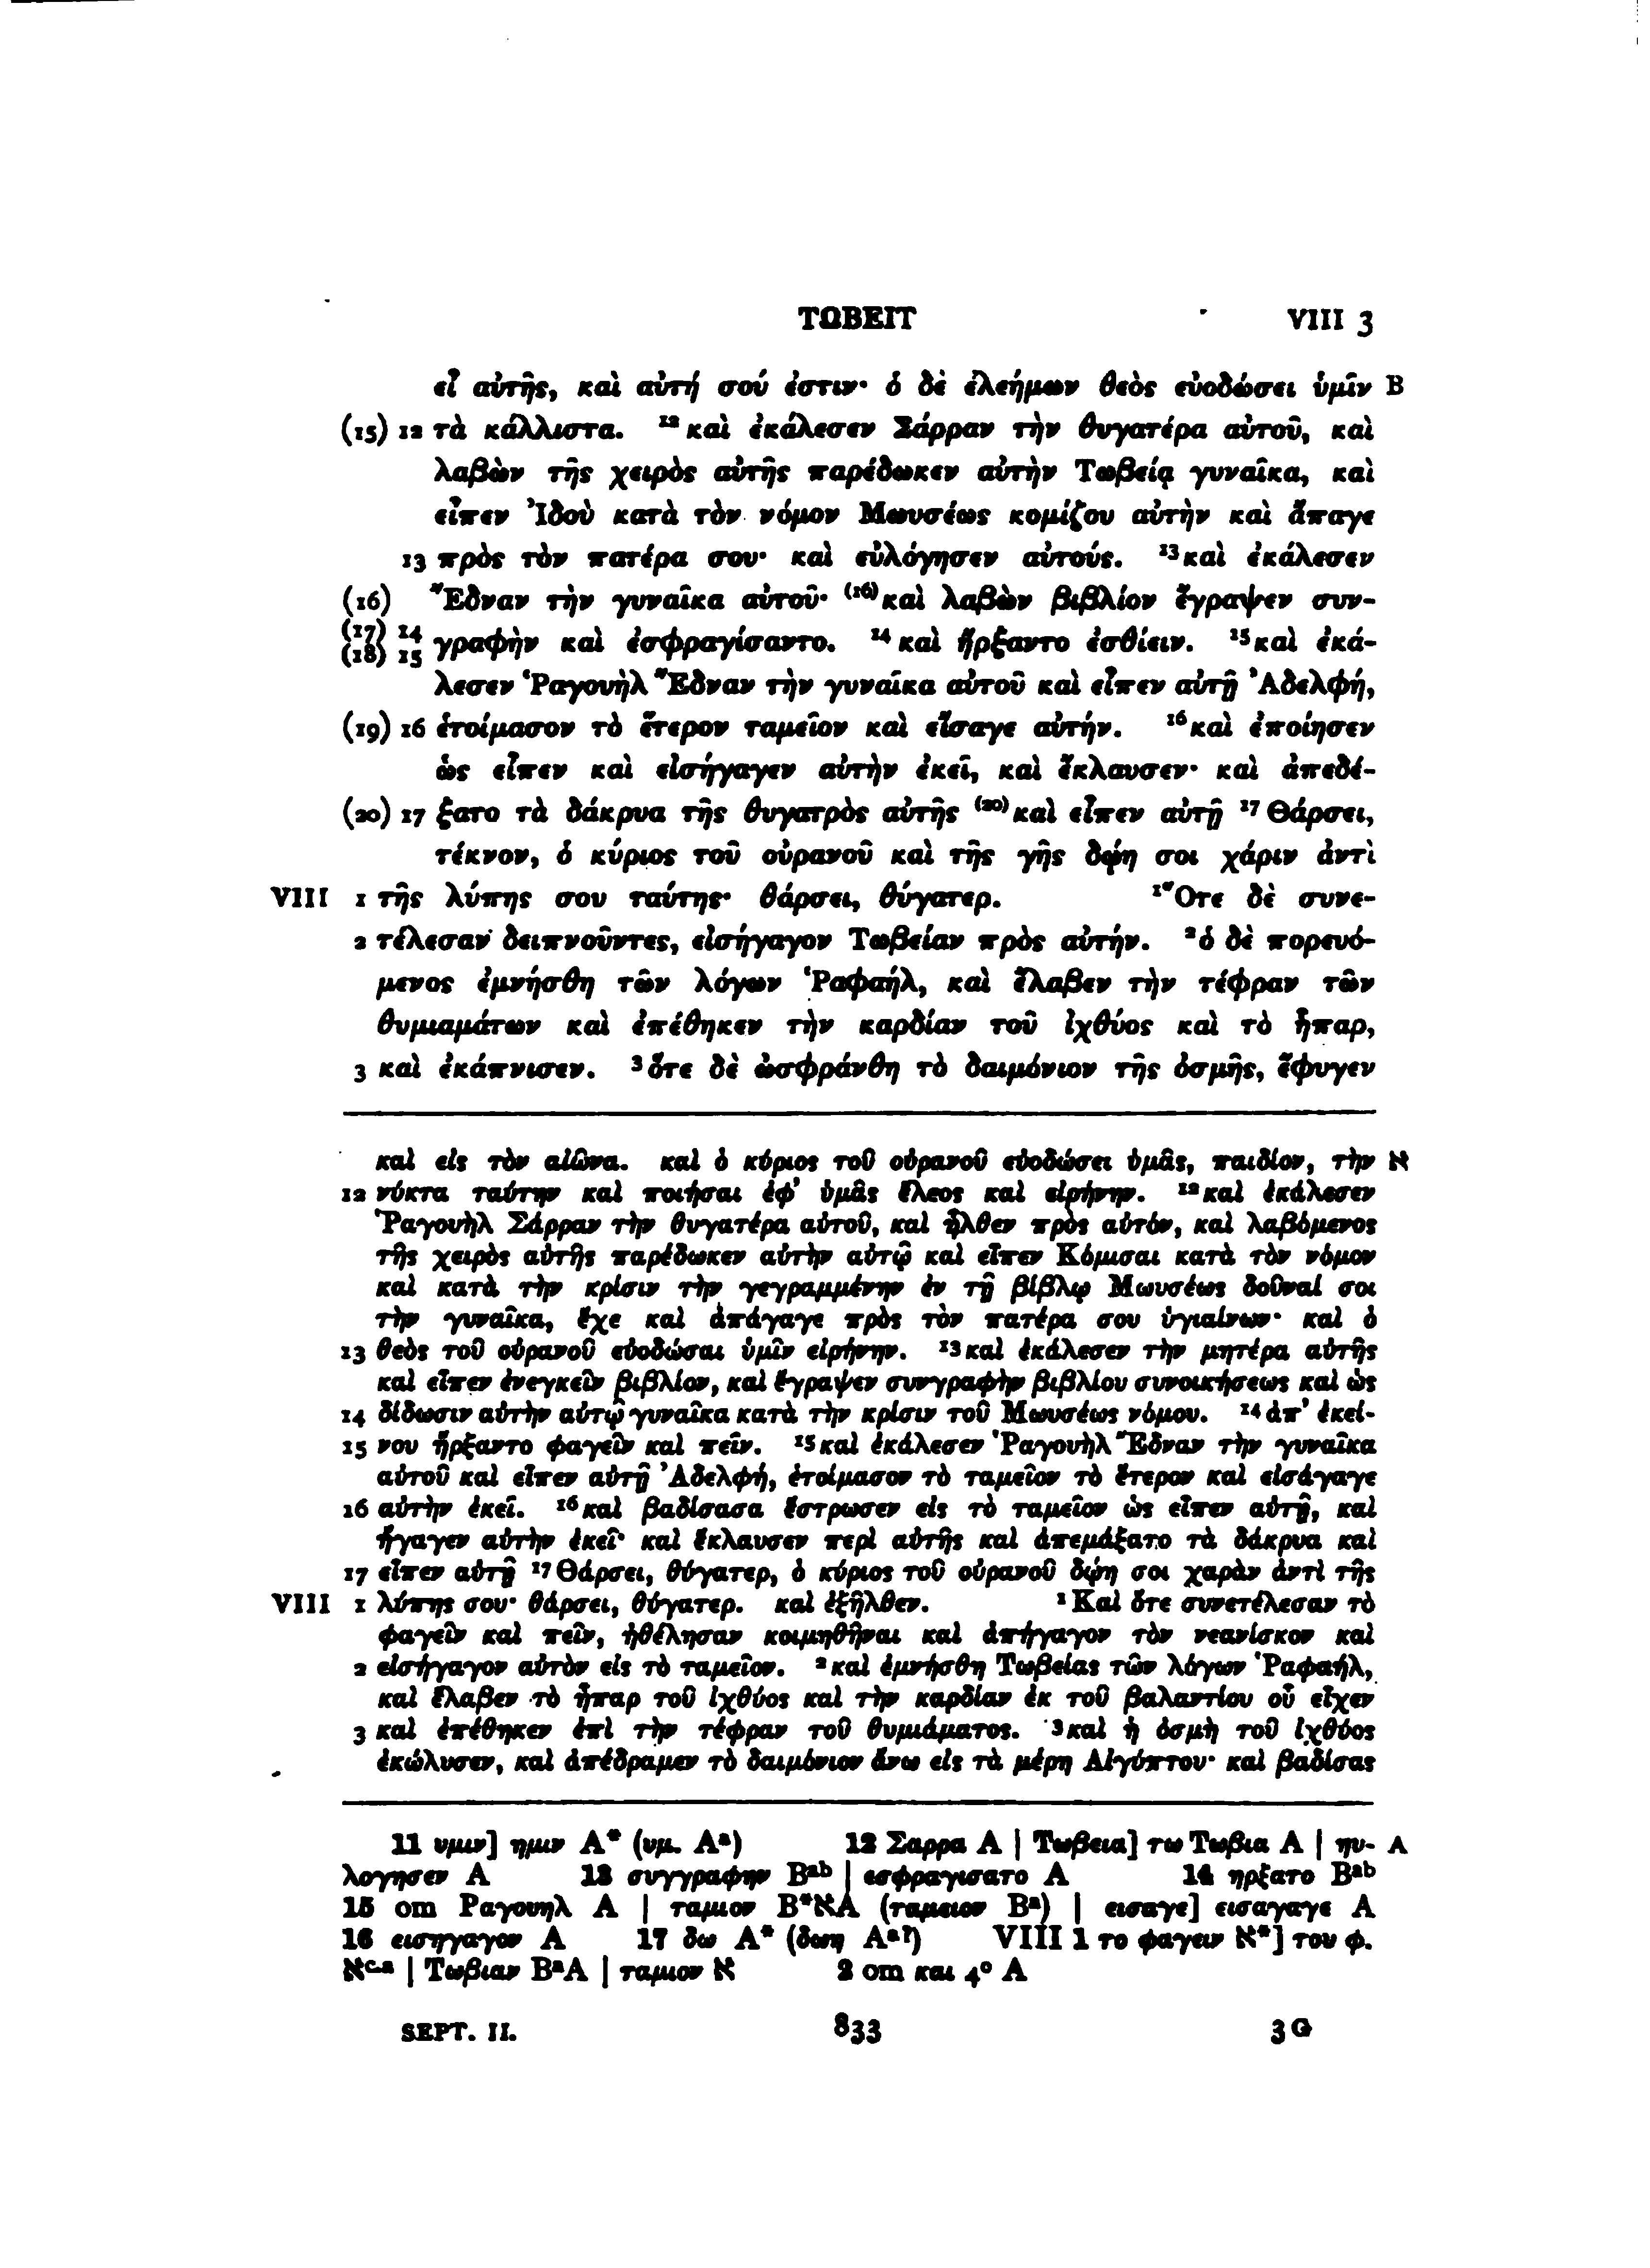 ΤΩΒΕΙΤ VIII 3
εἶ αὐτῆς, καὶ αὐτή σού ἐστιν· ὁ δὲ ἐλεήμων θεὸς εὐοδώσει ὑμῖν B
(15) 12 τὰ κάλλιστα. ¹²καὶ ἐκάλεσεν Σάρραν τὴν θυγατέρα αὐτοῦ, καὶ
λαβὼν τῆς χειρὸς αὐτῆς παρέδωκεν αὐτὴν Τωβείᾳ γυναῖκα, καὶ
εἶπεν Ἰδοὺ κατὰ τὸν νόμον Μωυσέως κομίζου αὐτὴν καὶ ἄπαγε
13 πρὸς τὸν πατέρα σου· καὶ εὐλόγησεν αὐτούς. ¹³καὶ ἐκάλεσεν
(16) Ἔδναν τὴν γυναῖκα αὐτοῦ· ⁽¹⁶⁾καὶ λαβὼν βιβλίον ἔγραψεν συν-
(17) 14 (18) 15 γραφὴν καὶ ἐσφραγίσαντο. ¹⁴καὶ ἤρξαντο ἐσθίειν. ¹⁵καὶ ἐκά-
λεσεν Ῥαγουὴλ Ἔδναν τὴν γυναῖκα αὐτοῦ καὶ εἶπεν αὐτῇ Ἀδελφή,
(19) 16 ἑτοίμασον τὸ ἕτερον ταμεῖον καὶ εἴσαγε αὐτήν. ¹⁶καὶ ἐποίησεν
ὡς εἶπεν καὶ εἰσήγαγεν αὐτὴν ἐκεῖ, καὶ ἔκλαυσεν· καὶ ἀπεδέ-
(20) 17 ξατο τὰ δάκρυα τῆς θυγατρὸς αὐτῆς ⁽²⁰⁾καὶ εἶπεν αὐτῇ ¹⁷Θάρσει,
τέκνον, ὁ κύριος τοῦ οὐρανοῦ καὶ τῆς γῆς δῴη σοι χάριν ἀντὶ
VIII 1 τῆς λύπης σου ταύτης· θάρσει, θύγατερ. ¹Ὅτε δὲ συνε-
2 τέλεσαν δειπνοῦντες, εἰσήγαγον Τωβείαν πρὸς αὐτήν. ²ὁ δὲ πορευό-
μενος ἐμνήσθη τῶν λόγων Ῥαφαήλ, καὶ ἔλαβεν τὴν τέφραν τῶν
θυμιαμάτων καὶ ἐπέθηκεν τὴν καρδίαν τοῦ ἰχθύος καὶ τὸ ἧπαρ,
3 καὶ ἐκάπνισεν. ³ὅτε δὲ ὠσφράνθη τὸ δαιμόνιον τῆς ὀσμῆς, ἔφυγεν
καὶ εἰς τὸν αἰῶνα. καὶ ὁ κύριος τοῦ οὐρανοῦ εὐοδώσει ὑμᾶς, παιδίον, τὴν א
12 νύκτα ταύτην καὶ ποιήσαι ἐφ' ὑμᾶς ἔλεος καὶ εἰρήνην. ¹²καὶ ἐκάλεσεν
Ῥαγουὴλ Σάρραν τὴν θυγατέρα αὐτοῦ, καὶ ἦλθεν πρὸς αὐτόν, καὶ λαβόμενος
τῆς χειρὸς αὐτῆς παρέδωκεν αὐτὴν αὐτῷ καὶ εἶπεν Κόμισαι κατὰ τὸν νόμον
καὶ κατὰ τὴν κρίσιν τὴν γεγραμμένην ἐν τῇ βίβλῳ Μωυσέως δοῦναί σοι
τὴν γυναῖκα, ἔχε καὶ ἀπάγαγε πρὸς τὸν πατέρα σου ὑγιαίνων· καὶ ὁ
13 θεὸς τοῦ οὐρανοῦ εὐοδώσαι ὑμῖν εἰρήνην. ¹³καὶ ἐκάλεσεν τὴν μητέρα αὐτῆς
καὶ εἶπεν ἐνεγκεῖν βιβλίον, καὶ ἔγραψεν συνγραφὴν βιβλίου συνοικήσεως καὶ ὡς
14 δίδωσιν αὐτὴν αὐτῷ γυναῖκα κατὰ τὴν κρίσιν τοῦ Μωυσέως νόμου. ¹⁴ἀπ' ἐκεί-
15 νου ἤρξαντο φαγεῖν καὶ πεῖν. ¹⁵καὶ ἐκάλεσεν Ῥαγουὴλ Ἔδναν τὴν γυναῖκα
αὐτοῦ καὶ εἶπεν αὐτῇ Ἀδελφή, ἑτοίμασον τὸ ταμεῖον τὸ ἕτερον καὶ εἰσάγαγε
16 αὐτὴν ἐκεῖ. ¹⁶καὶ βαδίσασα ἔστρωσεν εἰς τὸ ταμεῖον ὡς εἶπεν αὐτῇ, καὶ
ἤγαγεν αὐτὴν ἐκεῖ· καὶ ἔκλαυσεν περὶ αὐτῆς καὶ ἀπεμάξατο τὰ δάκρυα καὶ
17 εἶπεν αὐτῇ ¹⁷Θάρσει, θύγατερ, ὁ κύριος τοῦ οὐρανοῦ δῴη σοι χαρὰν ἀντὶ τῆς
VIII 1 λύπης σου· θάρσει, θύγατερ. καὶ ἐξῆλθεν. ¹Καὶ ὅτε συνετέλεσαν τὸ
φαγεῖν καὶ πεῖν, ἠθέλησαν κοιμηθῆναι καὶ ἀπήγαγον τὸν νεανίσκον καὶ
2 εἰσήγαγον αὐτὸν εἰς τὸ ταμεῖον. ²καὶ ἐμνήσθη Τωβείας τῶν λόγων Ῥαφαήλ,
καὶ ἔλαβεν τὸ ἧπαρ τοῦ ἰχθύος καὶ τὴν καρδίαν ἐκ τοῦ βαλαντίου οὗ εἶχεν
3 καὶ ἐπέθηκεν ἐπὶ τὴν τέφραν τοῦ θυμιάματος. ³καὶ ἡ ὀσμὴ τοῦ ἰχθύος
ἐκώλυσεν, καὶ ἀπέδραμεν τὸ δαιμόνιον ἄνω εἰς τὰ μέρη Αἰγύπτου· καὶ βαδίσας
11 υμιν] ημιν A* (υμ. Aᵃ) 12 Σαρρα A | Τωβεια] τω Τωβια A | ηυ- A
λογησεν A 13 συγγραφην Bᵃᵇ | εσφραγισατο A 14 ηρξατο Bᵃᵇ
15 om Ραγουηλ A | ταμιον B*אA (ταμειον Bᵃ) | εισαγε] εισαγαγε A
16 εισηγαγον A 17 δω A* (δωη Aᵃ?) VIII 1 το φαγειν א*] του φ.
אᶜ·ᵃ | Τωβιαν BᵃA | ταμιον א 2 om και 4° A
SEPT. II. 833 3 G